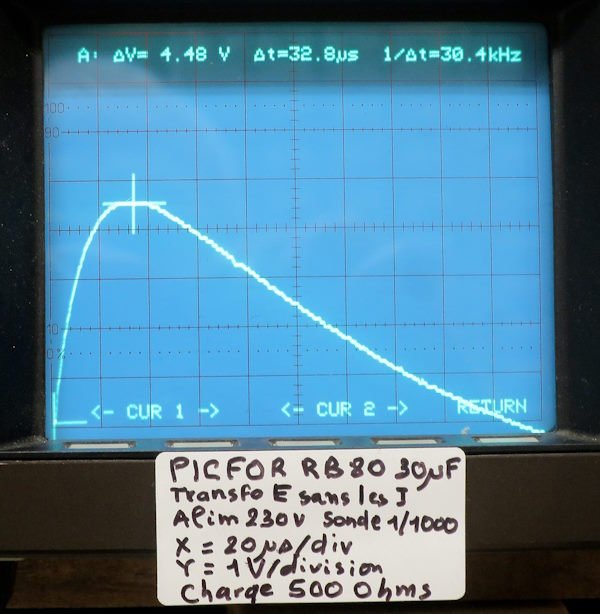 A: ΔV= 4.48 V Δt=32.8µs 1/Δt=30.4kHz
100
90
10
0%
<- CUR 1 -> <- CUR 2 -> RETURN
PICFOR RB80 30µF
Transfo E sans les I
Alim 230v Sonde 1/1000
X = 20µs/div
Y = 1V/division
Charge 500 Ohms